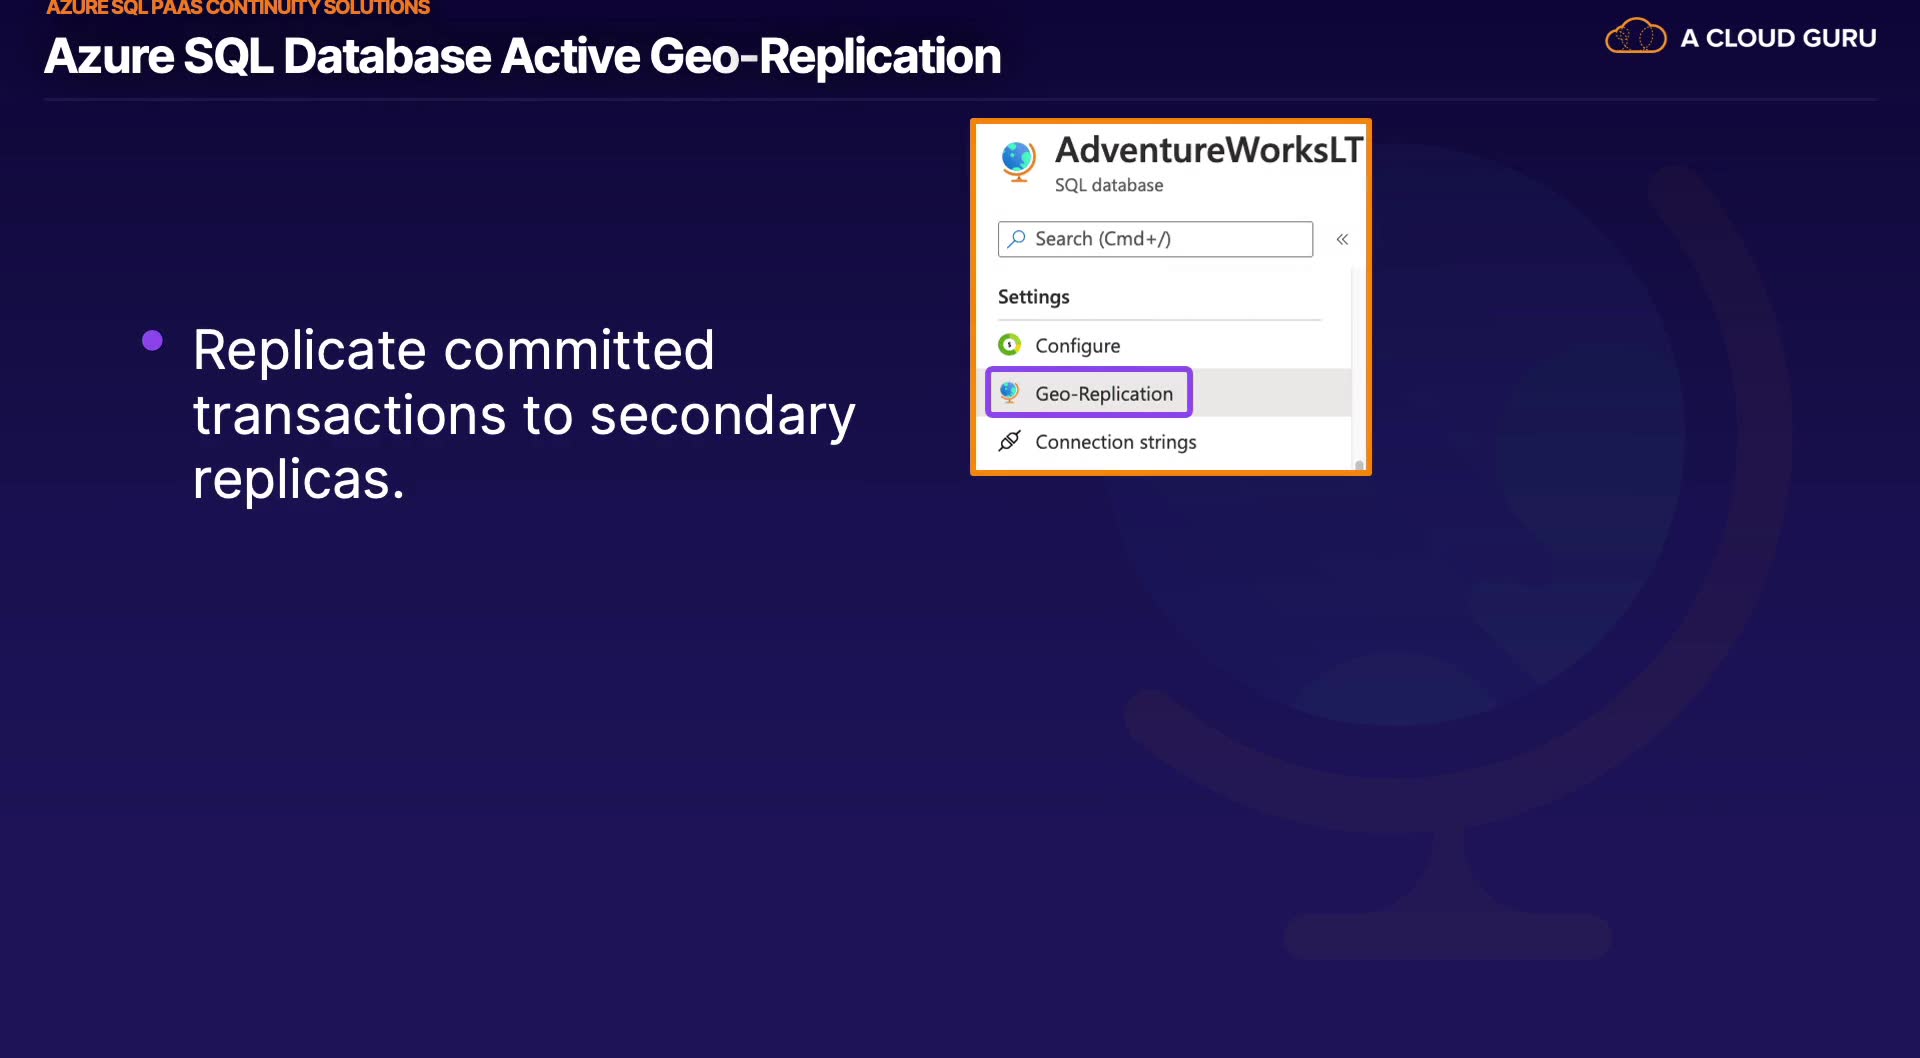 AZURE SQL PAAS CONTINUITY SOLUTIONS
Azure SQL Database Active Geo-Replication
A CLOUD GURU
Replicate committed
transactions to secondary
replicas.
AdventureWorksLT
SQL database
Search (Cmd+/)
«
Settings
Configure
Geo-Replication
Connection strings